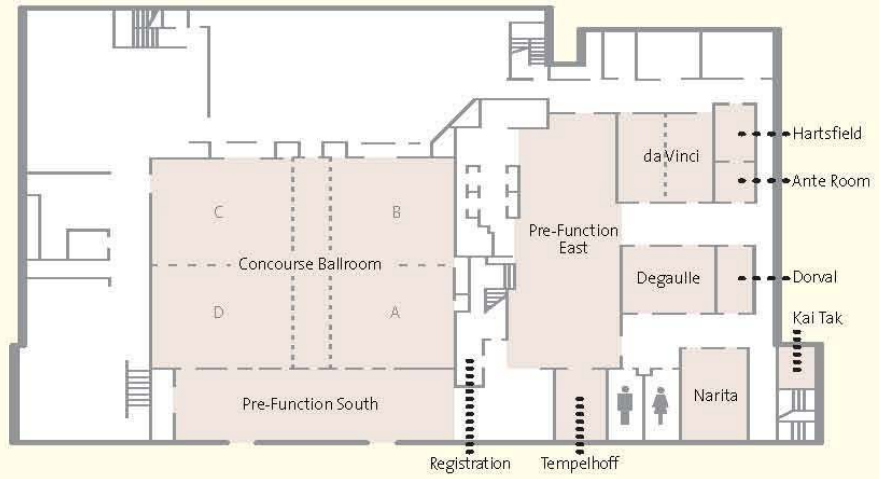 Hartsfield
da Vinci
Ante Room
C
B
Pre-Function
East
Concourse Ballroom
Degaulle
Dorval
D
A
Kai Tak
Narita
Pre-Function South
Registration
Tempelhoff